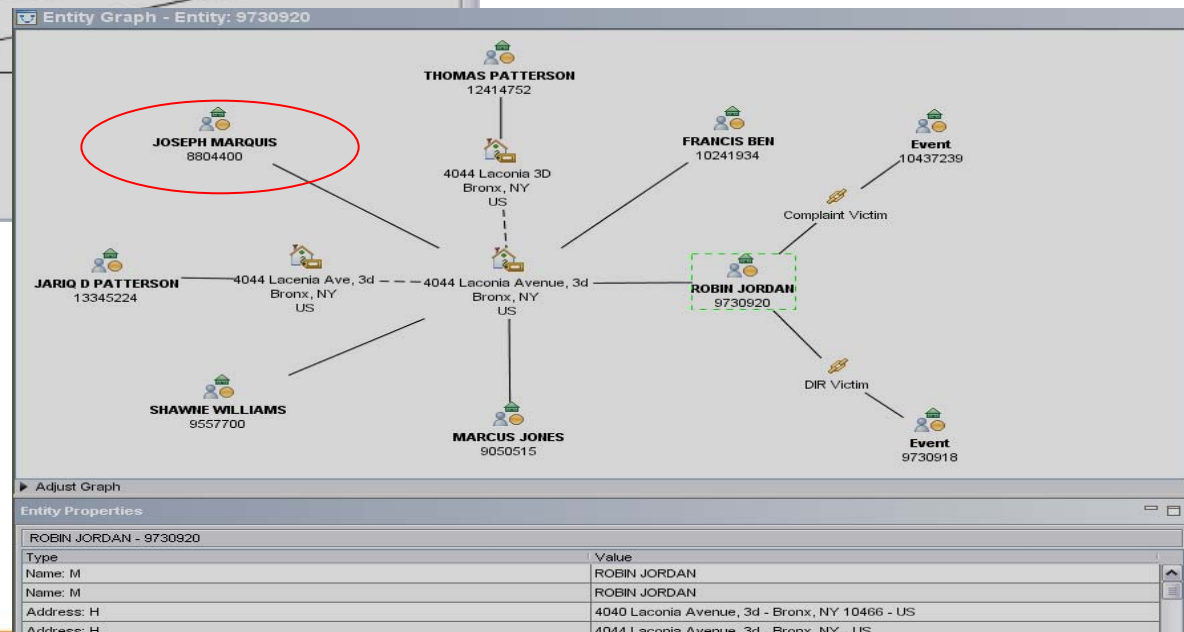 Entity Graph - Entity: 9730920
THOMAS PATTERSON
12414752
JOSEPH MARQUIS
8804400
FRANCIS BEN
10241934
Event
10437239
4044 Laconia 3D
Bronx, NY
US
Complaint Victim
JARIQ D PATTERSON
13345224
4044 Lacenia Ave, 3d
Bronx, NY
US
4044 Laconia Avenue, 3d
Bronx, NY
US
ROBIN JORDAN
9730920
DIR Victim
SHAWNE WILLIAMS
9557700
MARCUS JONES
9050515
Event
9730918
Adjust Graph
Entity Properties
ROBIN JORDAN - 9730920
Type Value
Name: M ROBIN JORDAN
Name: M ROBIN JORDAN
Address: H 4040 Laconia Avenue, 3d - Bronx, NY 10466 - US
Address: H 4044 Laconia Avenue, 3d - Bronx, NY - US